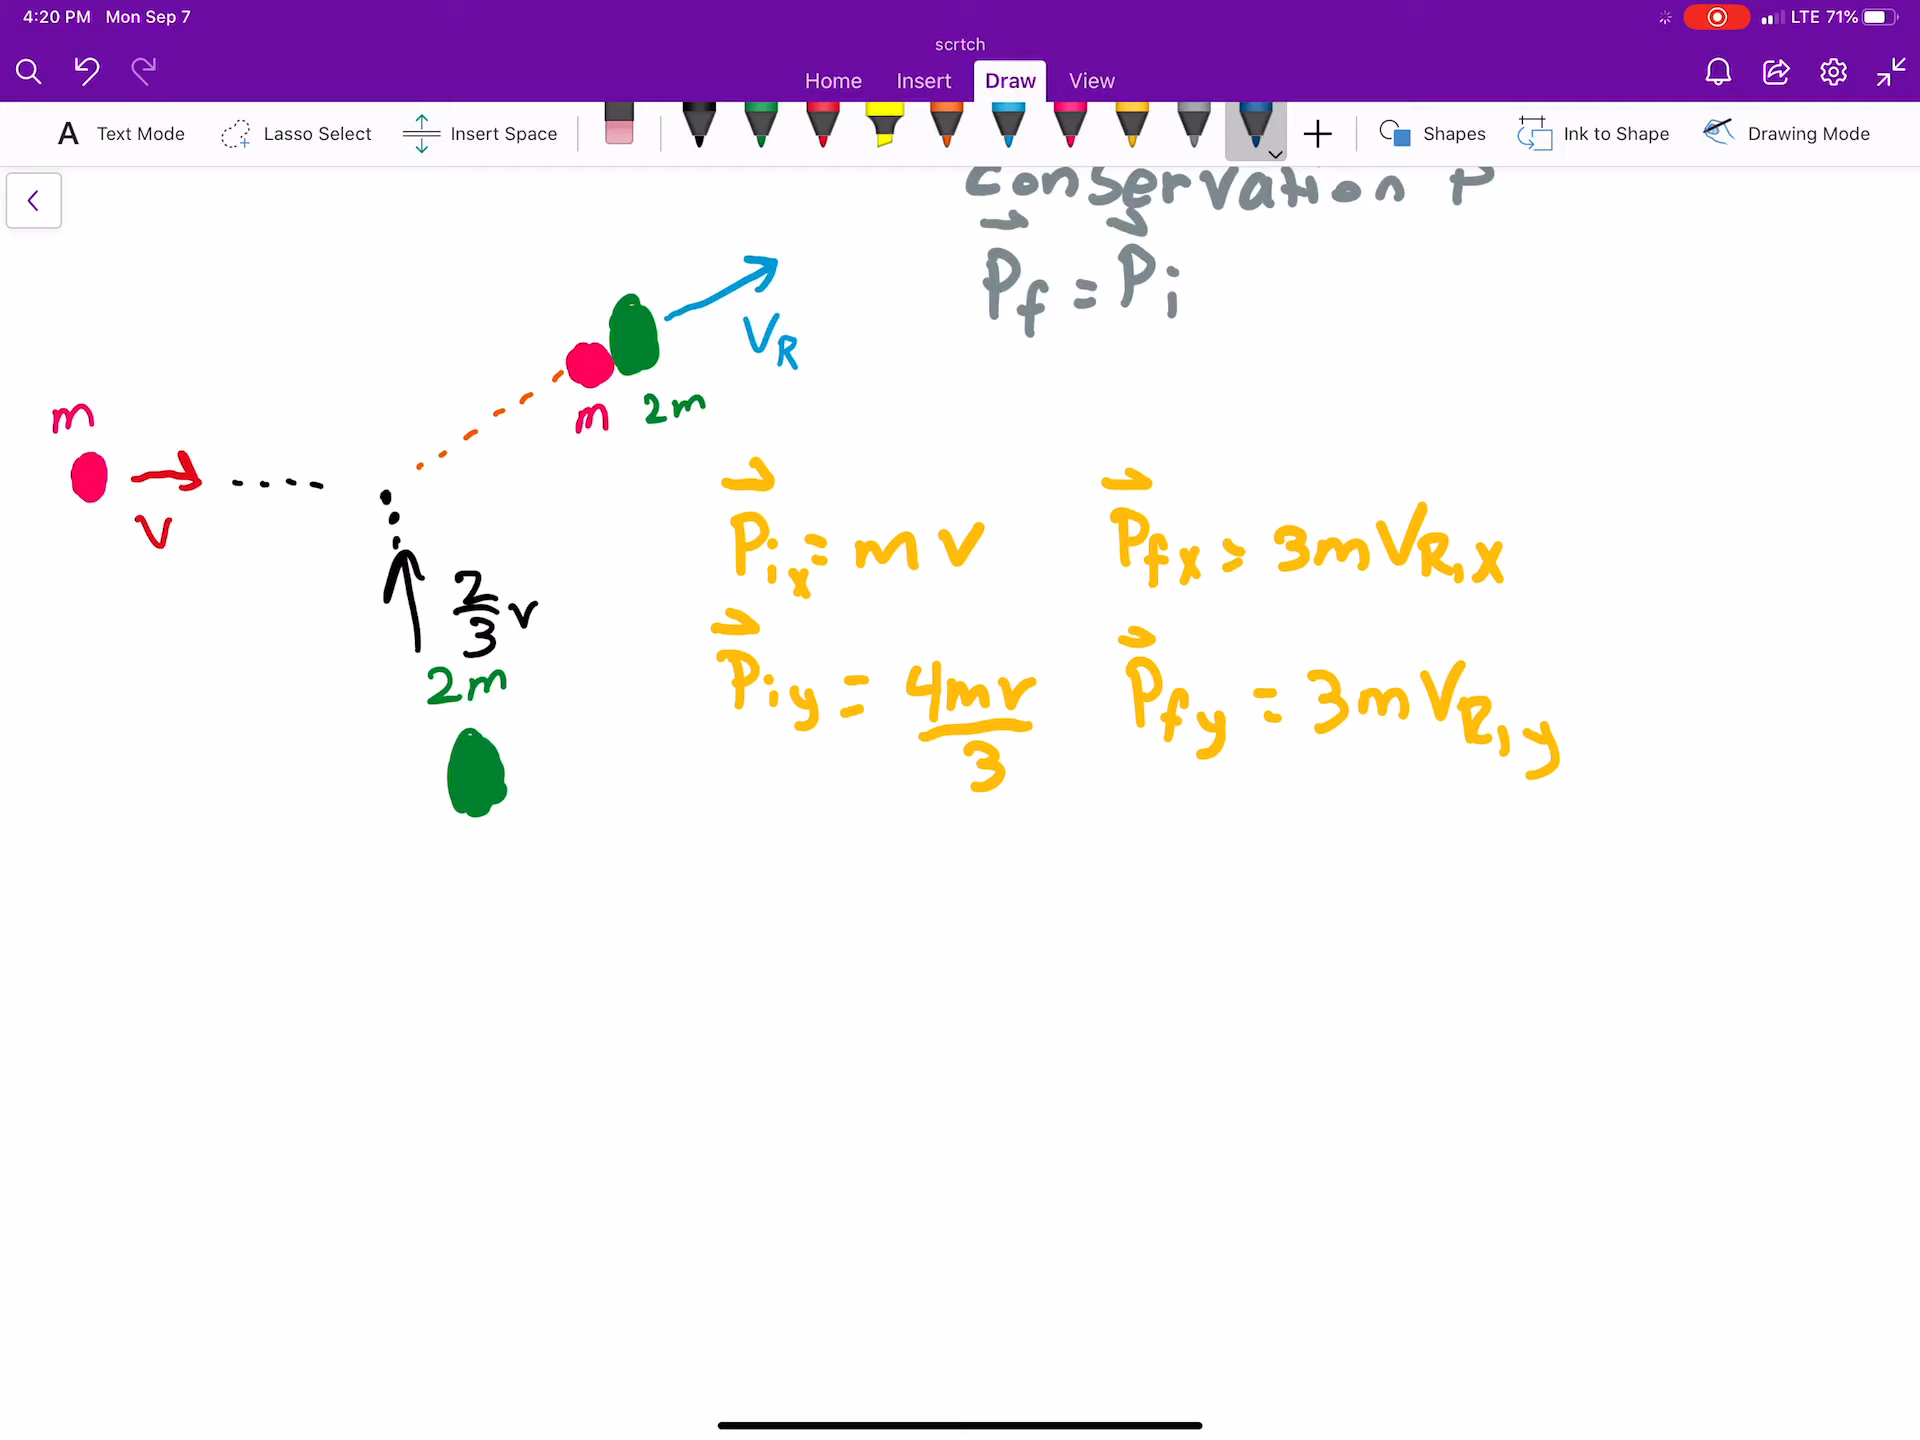 4:20 PM Mon Sep 7
LTE 71%
scrtch
Home Insert Draw View
A Text Mode Lasso Select Insert Space Shapes Ink to Shape Drawing Mode
Conservation P
Pf = Pi
VR
m 2m
m
V
2/3 v
2m
Pix = mv
Pfx = 3mVR,x
Piy = 4mv/3
Pfy = 3mVR,y